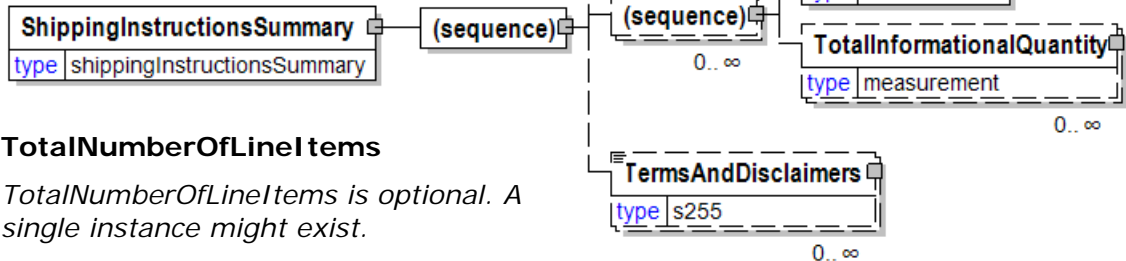 ShippingInstructionsSummary
type shippingInstructionsSummary
(sequence)
(sequence)
0.. ∞
TotalInformationalQuantity
type measurement
0.. ∞
TermsAndDisclaimers
type s255
0.. ∞
TotalNumberOfLineItems
TotalNumberOfLineItems is optional. A
single instance might exist.